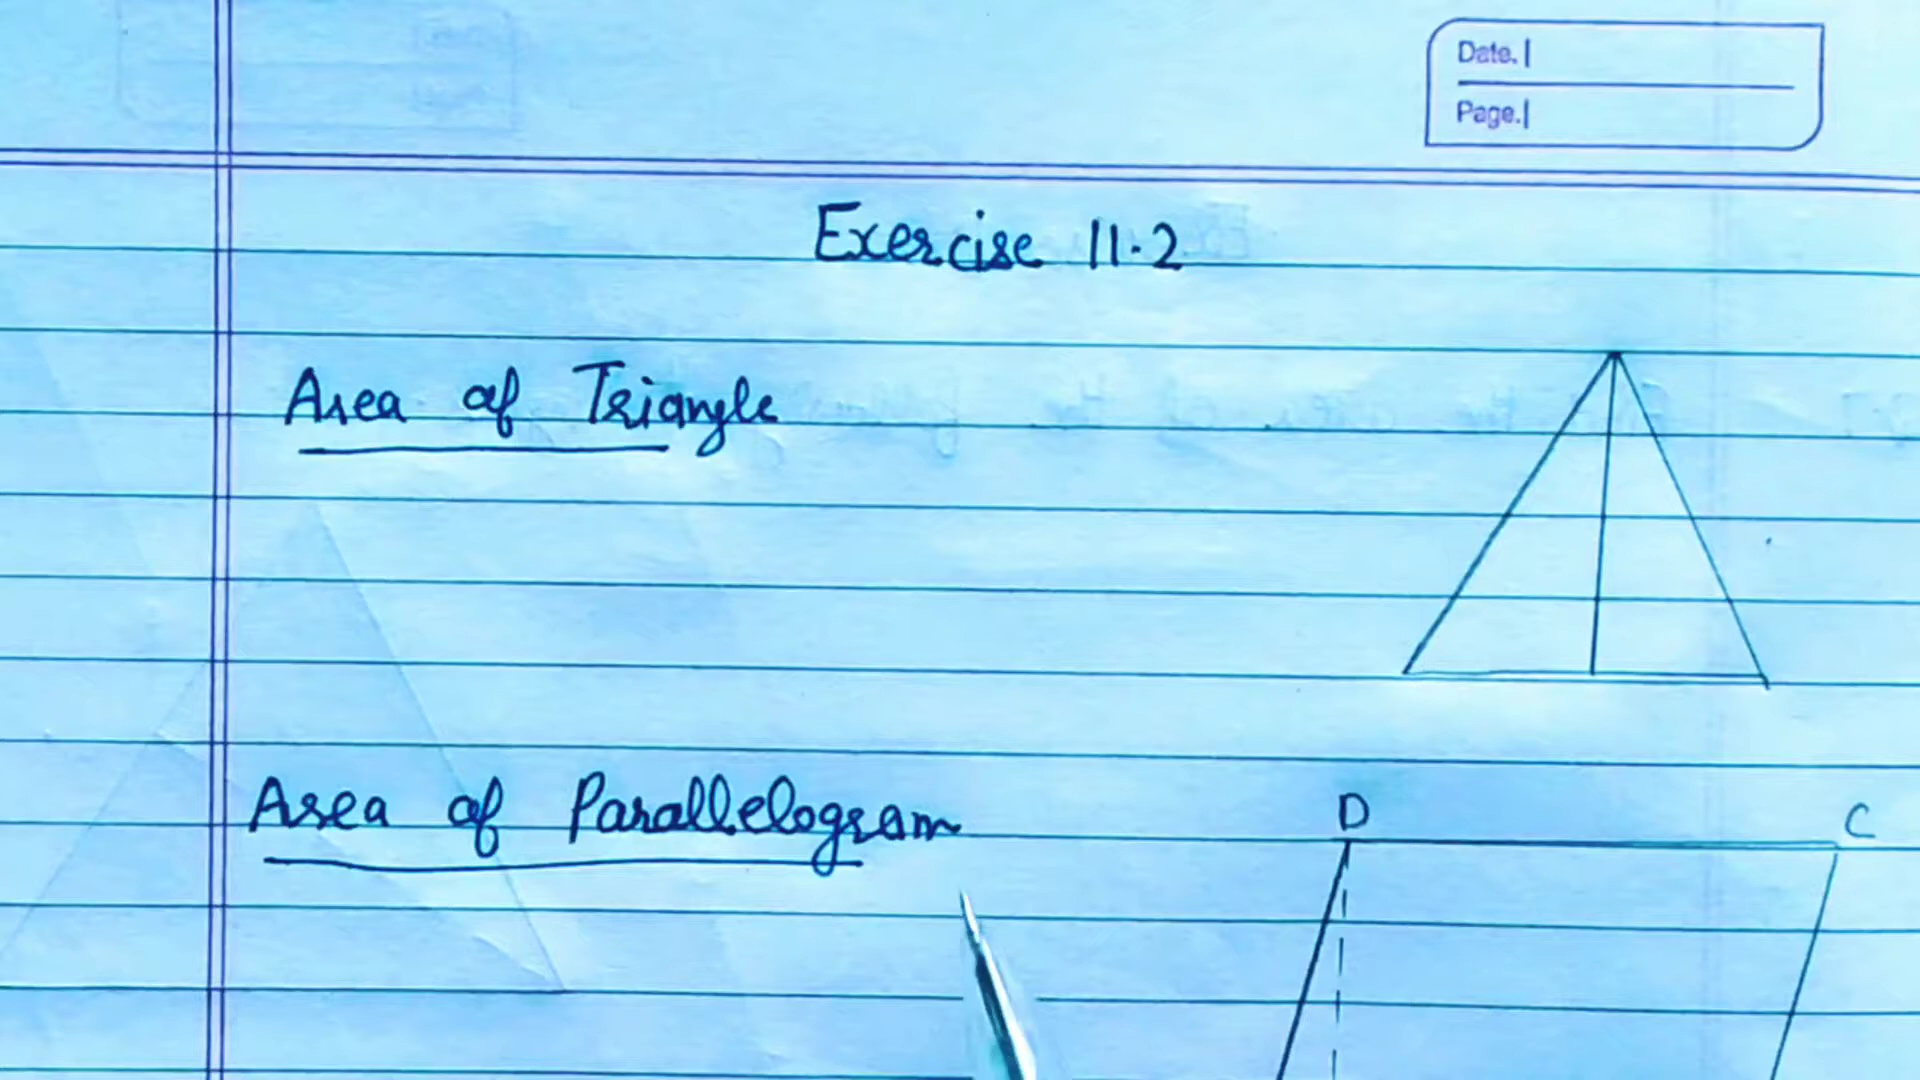 Date.
Page.
Exercise 11.2
Area of Triangle
Area of Parallelogram
D
C